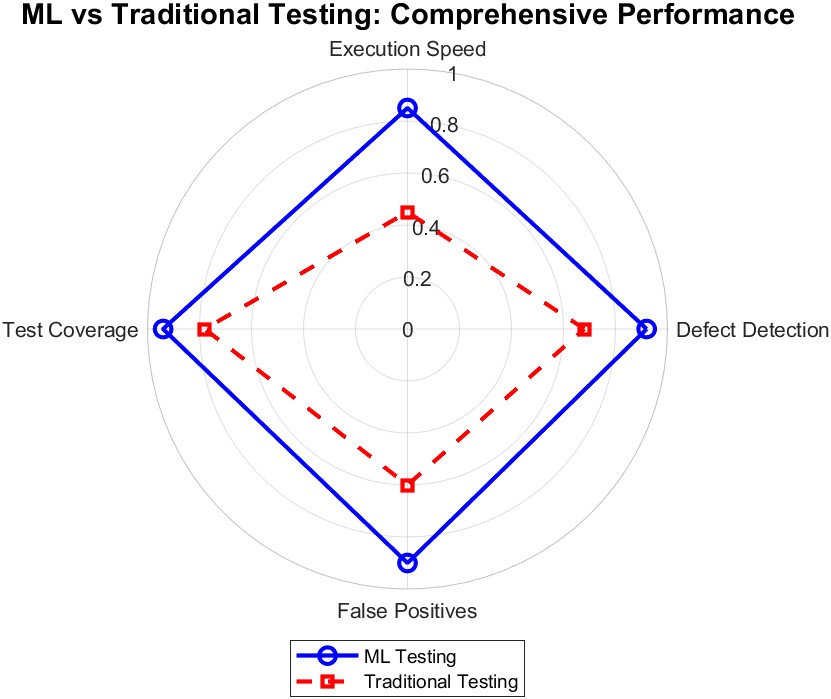 ML vs Traditional Testing: Comprehensive Performance
Execution Speed
1
0.8
0.6
0.4
0.2
0
Test Coverage
Defect Detection
False Positives
ML Testing
Traditional Testing